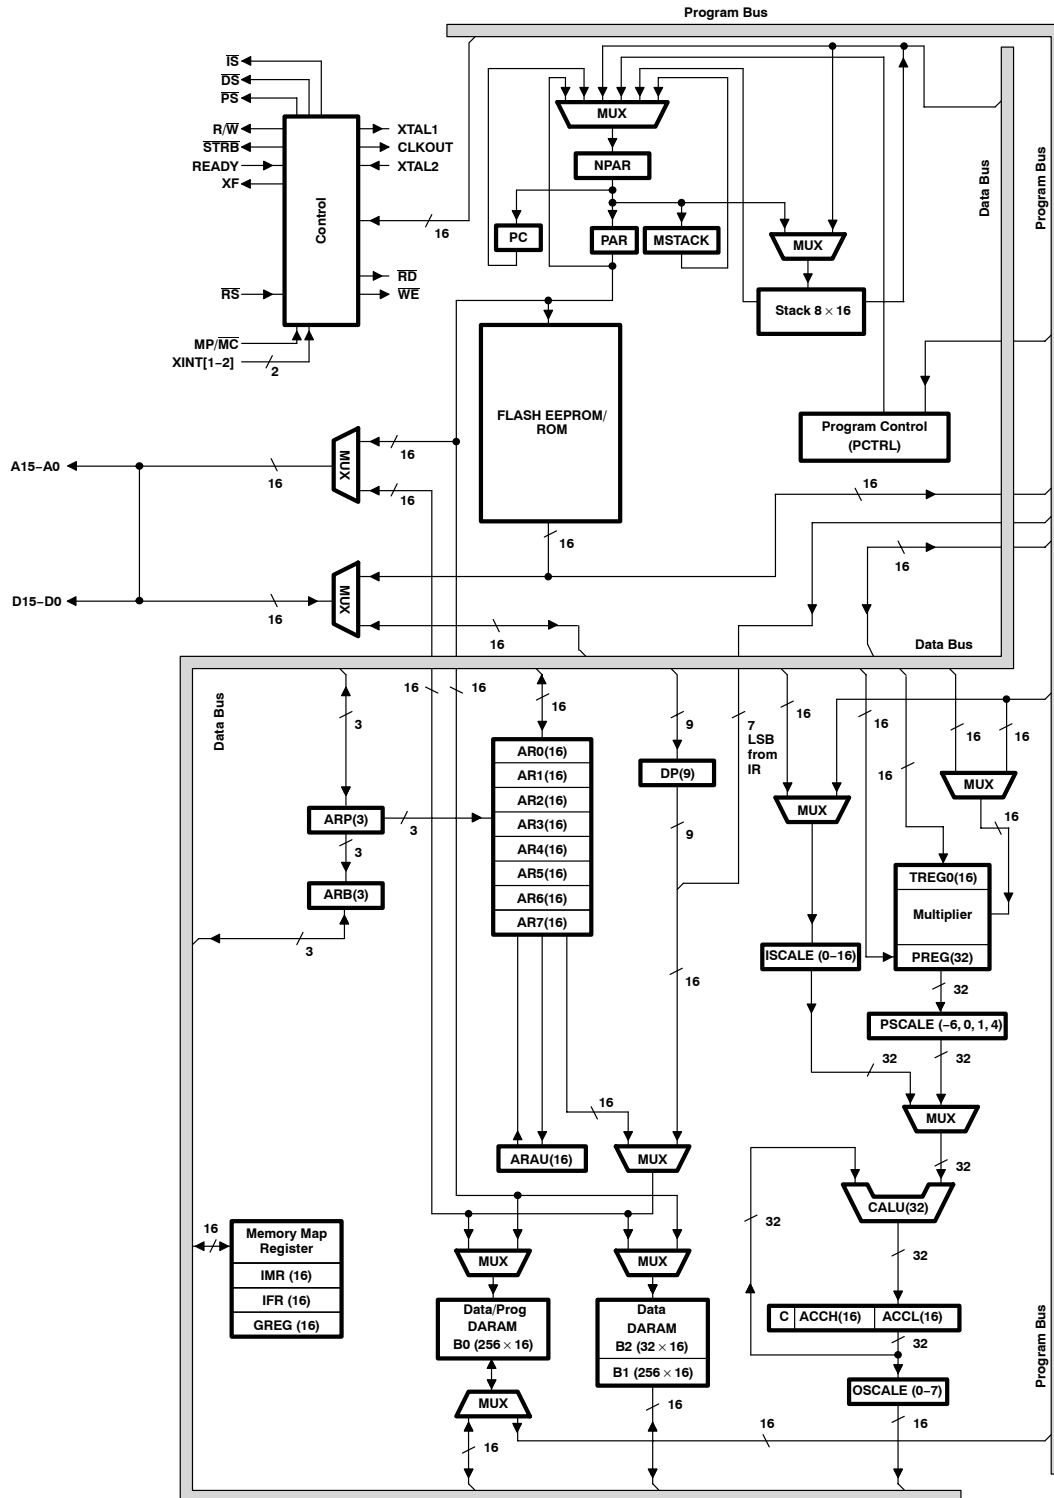 Program Bus
IS
DS
PS
R/W
STRB
READY
XF
XTAL1
CLKOUT
XTAL2
Control
16
RD
WE
RS
MP/MC
XINT[1–2]
2
MUX
NPAR
PC
PAR
MSTACK
MUX
Stack 8 × 16
Data Bus
Program Bus
FLASH EEPROM/
ROM
Program Control
(PCTRL)
A15–A0
16
MUX
16
16
16
16
16
D15–D0
16
MUX
16
Data Bus
Data Bus
3
16
16
16
9
7
LSB
from
IR
16
16
16
16
16
AR0(16)
AR1(16)
AR2(16)
AR3(16)
AR4(16)
AR5(16)
AR6(16)
AR7(16)
DP(9)
MUX
MUX
ARP(3)
3
3
9
16
ARB(3)
3
TREG0(16)
Multiplier
PREG(32)
ISCALE (0–16)
16
32
PSCALE (–6, 0, 1, 4)
32
32
16
MUX
ARAU(16)
MUX
32
CALU(32)
32
32
16
Memory Map
Register
IMR (16)
IFR (16)
GREG (16)
MUX
MUX
Data/Prog
DARAM
B0 (256 × 16)
Data
DARAM
B2 (32 × 16)
B1 (256 × 16)
C
ACCH(16)
ACCL(16)
32
OSCALE (0–7)
MUX
16
16
16
16
Program Bus